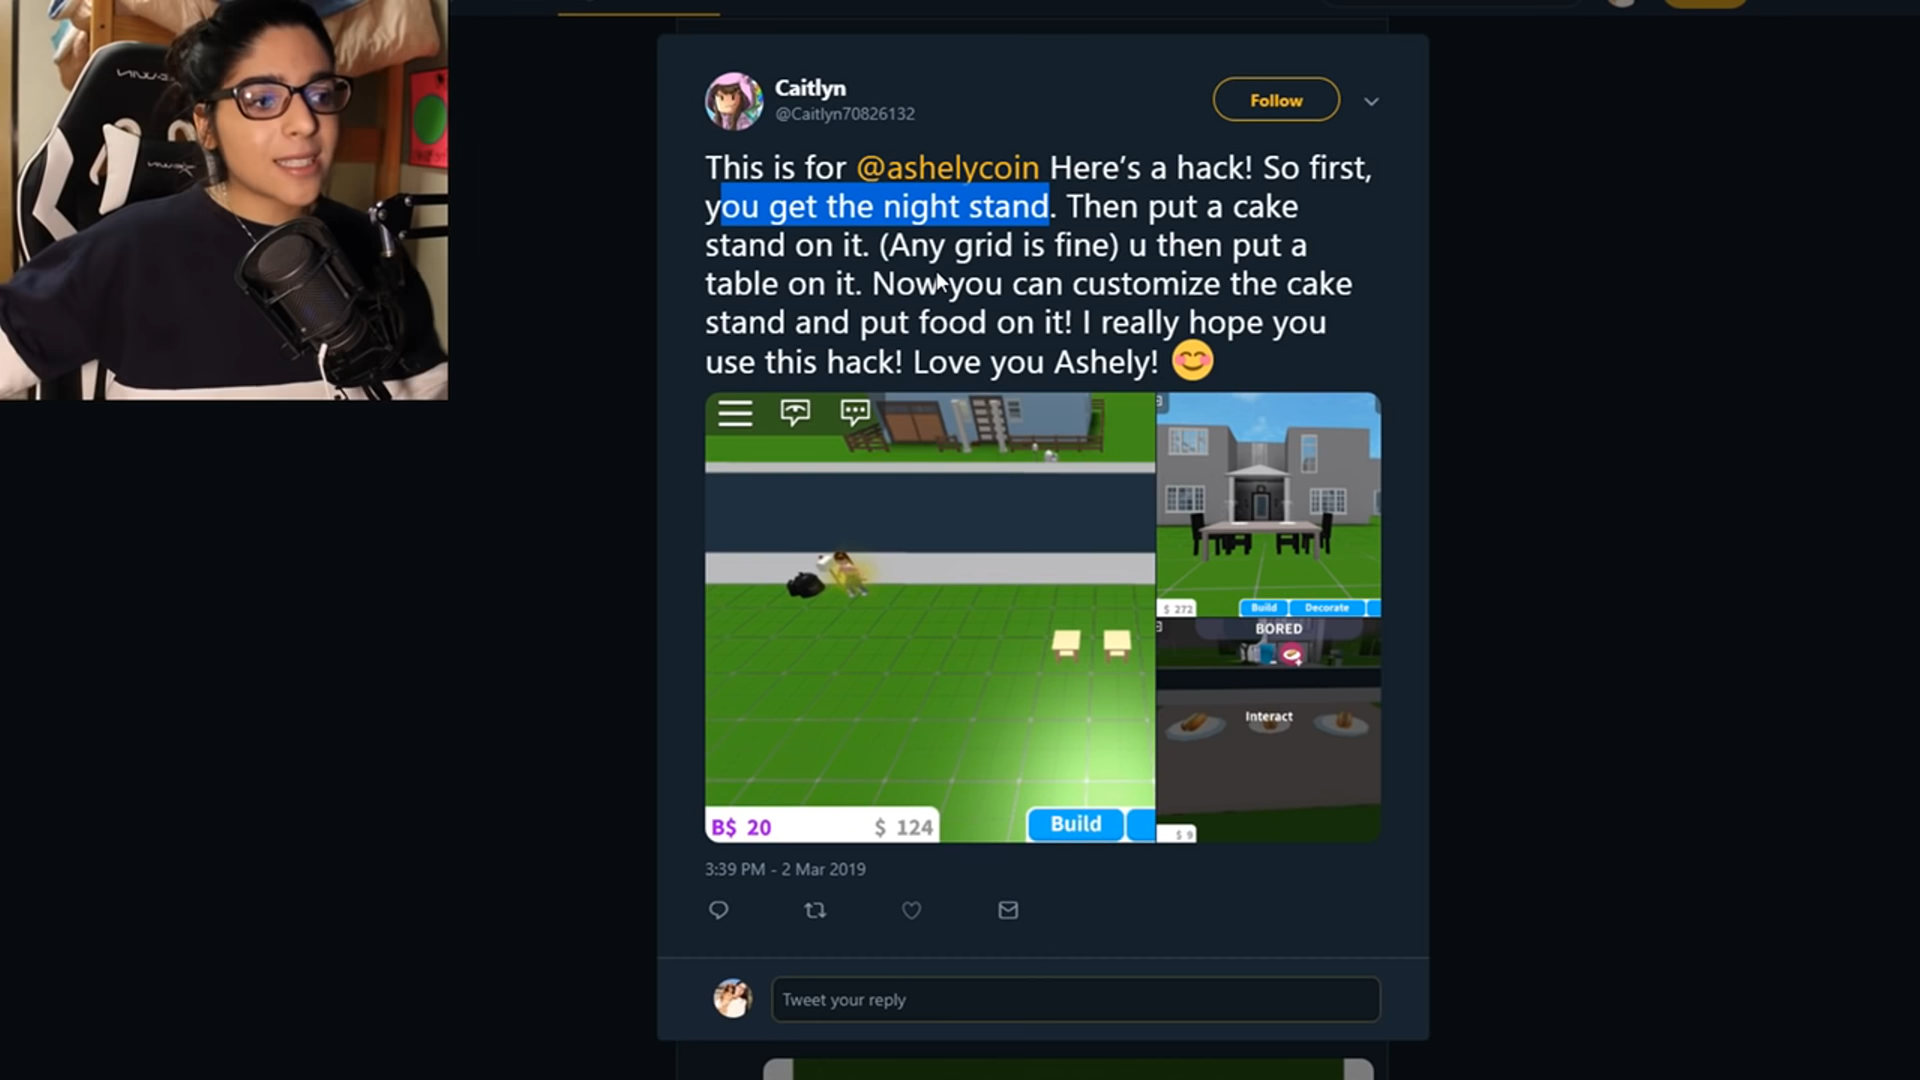 Caitlyn
@Caitlyn70826132
Follow
This is for @ashelycoin Here’s a hack! So first,
you get the night stand. Then put a cake
stand on it. (Any grid is fine) u then put a
table on it. Now you can customize the cake
stand and put food on it! I really hope you
use this hack! Love you Ashely! 😊
B$ 20
$ 124
Build
$ 272
Build
Decorate
BORED
Interact
$ 9
3:39 PM - 2 Mar 2019
Tweet your reply